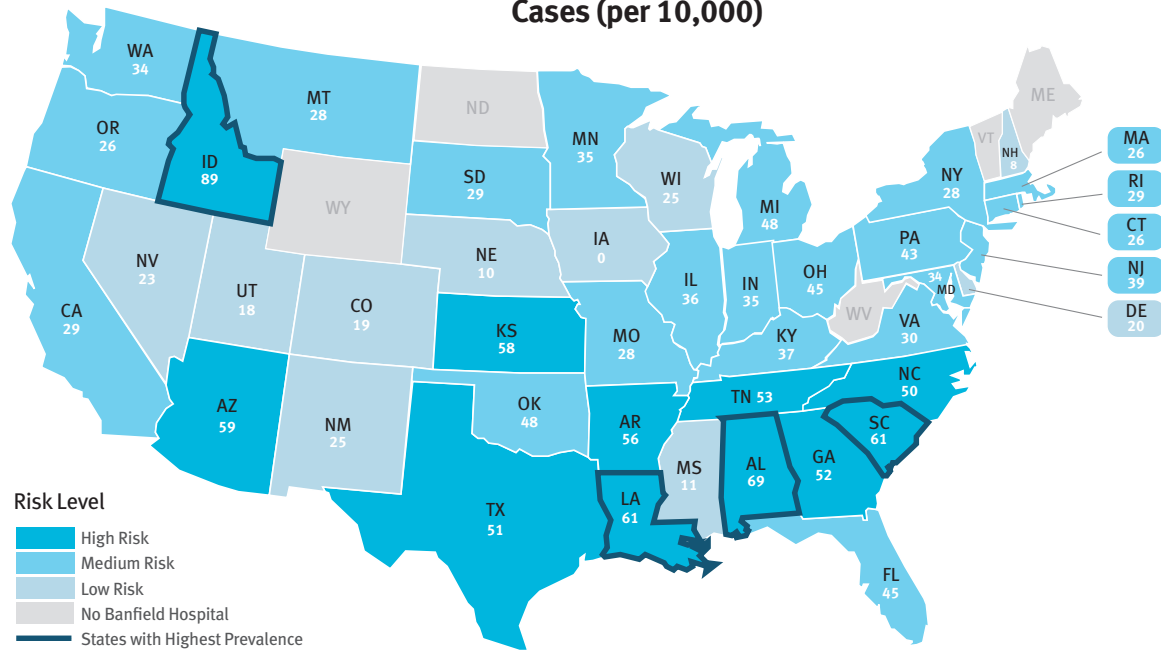 Cases (per 10,000)
WA
34
OR
26
CA
29
ID
89
NV
23
MT
28
WY
UT
18
AZ
59
CO
19
NM
25
ND
SD
29
NE
10
KS
58
OK
48
TX
51
MN
35
IA
0
MO
28
AR
56
LA
61
WI
25
IL
36
MS
11
MI
48
IN
35
OH
45
KY
37
TN 53
AL
69
GA
52
FL
45
SC
61
NC
50
VA
30
WV
34
MD
PA
43
NY
28
VT
NH
8
ME
MA
26
RI
29
CT
26
NJ
39
DE
20
Risk Level
High Risk
Medium Risk
Low Risk
No Banfield Hospital
States with Highest Prevalence